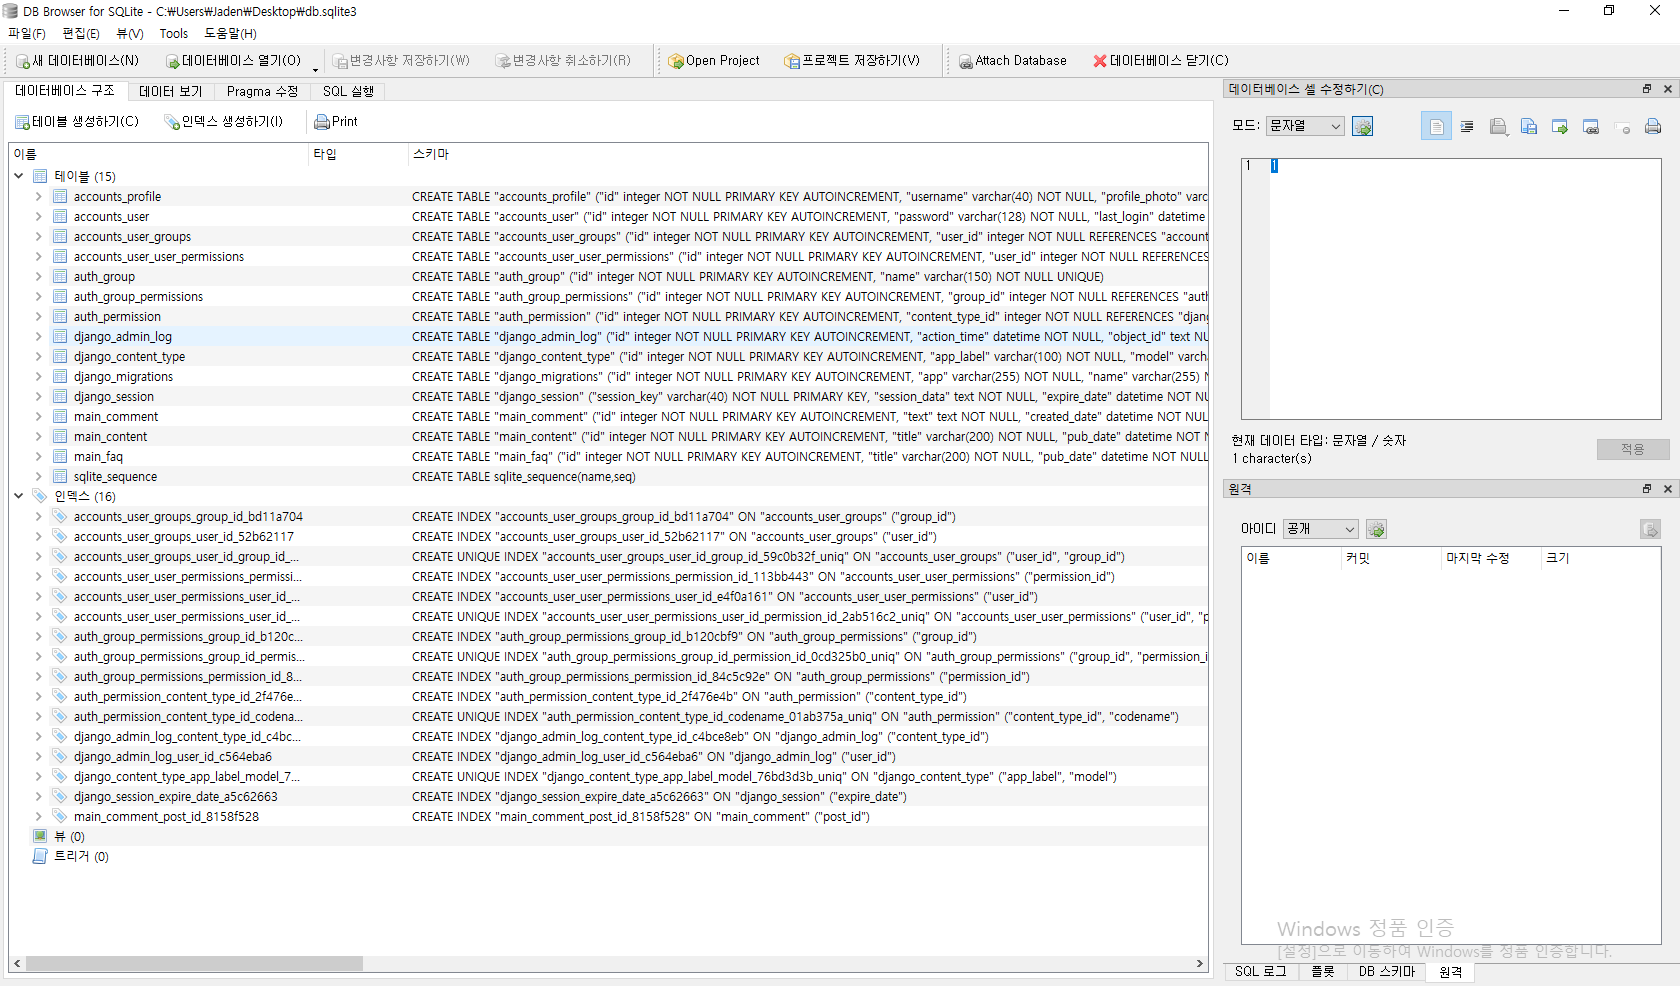 DB Browser for SQLite - C:₩Users₩Jaden₩Desktop₩db.sqlite3
파일(F) 편집(E) 뷰(V) Tools 도움말(H)
새 데이터베이스(N) 데이터베이스 열기(O) 변경사항 저장하기(W) 변경사항 취소하기(R) Open Project 프로젝트 저장하기(V) Attach Database 데이터베이스 닫기(C)
데이터베이스 구조 데이터 보기 Pragma 수정 SQL 실행
테이블 생성하기(C) 인덱스 생성하기(I) Print
이름 타입 스키마
테이블 (15)
accounts_profile CREATE TABLE "accounts_profile" ("id" integer NOT NULL PRIMARY KEY AUTOINCREMENT, "username" varchar(40) NOT NULL, "profile_photo" varc
accounts_user CREATE TABLE "accounts_user" ("id" integer NOT NULL PRIMARY KEY AUTOINCREMENT, "password" varchar(128) NOT NULL, "last_login" datetime
accounts_user_groups CREATE TABLE "accounts_user_groups" ("id" integer NOT NULL PRIMARY KEY AUTOINCREMENT, "user_id" integer NOT NULL REFERENCES "account
accounts_user_user_permissions CREATE TABLE "accounts_user_user_permissions" ("id" integer NOT NULL PRIMARY KEY AUTOINCREMENT, "user_id" integer NOT NULL REFERENCES
auth_group CREATE TABLE "auth_group" ("id" integer NOT NULL PRIMARY KEY AUTOINCREMENT, "name" varchar(150) NOT NULL UNIQUE)
auth_group_permissions CREATE TABLE "auth_group_permissions" ("id" integer NOT NULL PRIMARY KEY AUTOINCREMENT, "group_id" integer NOT NULL REFERENCES "auth
auth_permission CREATE TABLE "auth_permission" ("id" integer NOT NULL PRIMARY KEY AUTOINCREMENT, "content_type_id" integer NOT NULL REFERENCES "djang
django_admin_log CREATE TABLE "django_admin_log" ("id" integer NOT NULL PRIMARY KEY AUTOINCREMENT, "action_time" datetime NOT NULL, "object_id" text NU
django_content_type CREATE TABLE "django_content_type" ("id" integer NOT NULL PRIMARY KEY AUTOINCREMENT, "app_label" varchar(100) NOT NULL, "model" varch
django_migrations CREATE TABLE "django_migrations" ("id" integer NOT NULL PRIMARY KEY AUTOINCREMENT, "app" varchar(255) NOT NULL, "name" varchar(255) N
django_session CREATE TABLE "django_session" ("session_key" varchar(40) NOT NULL PRIMARY KEY, "session_data" text NOT NULL, "expire_date" datetime NOT NU
main_comment CREATE TABLE "main_comment" ("id" integer NOT NULL PRIMARY KEY AUTOINCREMENT, "text" text NOT NULL, "created_date" datetime NOT NUL
main_content CREATE TABLE "main_content" ("id" integer NOT NULL PRIMARY KEY AUTOINCREMENT, "title" varchar(200) NOT NULL, "pub_date" datetime NOT N
main_faq CREATE TABLE "main_faq" ("id" integer NOT NULL PRIMARY KEY AUTOINCREMENT, "title" varchar(200) NOT NULL, "pub_date" datetime NOT NULL,
sqlite_sequence CREATE TABLE sqlite_sequence(name,seq)
인덱스 (16)
accounts_user_groups_group_id_bd11a704 CREATE INDEX "accounts_user_groups_group_id_bd11a704" ON "accounts_user_groups" ("group_id")
accounts_user_groups_user_id_52b62117 CREATE INDEX "accounts_user_groups_user_id_52b62117" ON "accounts_user_groups" ("user_id")
accounts_user_groups_user_id_group_id_... CREATE UNIQUE INDEX "accounts_user_groups_user_id_group_id_59c0b32f_uniq" ON "accounts_user_groups" ("user_id", "group_id")
accounts_user_user_permissions_permissi... CREATE INDEX "accounts_user_user_permissions_permission_id_113bb443" ON "accounts_user_user_permissions" ("permission_id")
accounts_user_user_permissions_user_id_... CREATE INDEX "accounts_user_user_permissions_user_id_e4f0a161" ON "accounts_user_user_permissions" ("user_id")
accounts_user_user_permissions_user_id_... CREATE UNIQUE INDEX "accounts_user_user_permissions_user_id_permission_id_2ab516c2_uniq" ON "accounts_user_user_permissions" ("user_id", "p
auth_group_permissions_group_id_b120c... CREATE INDEX "auth_group_permissions_group_id_b120cbf9" ON "auth_group_permissions" ("group_id")
auth_group_permissions_group_id_permis... CREATE UNIQUE INDEX "auth_group_permissions_group_id_permission_id_0cd325b0_uniq" ON "auth_group_permissions" ("group_id", "permission_i
auth_group_permissions_permission_id_8... CREATE INDEX "auth_group_permissions_permission_id_84c5c92e" ON "auth_group_permissions" ("permission_id")
auth_permission_content_type_id_2f476e... CREATE INDEX "auth_permission_content_type_id_2f476e4b" ON "auth_permission" ("content_type_id")
auth_permission_content_type_id_codena... CREATE UNIQUE INDEX "auth_permission_content_type_id_codename_01ab375a_uniq" ON "auth_permission" ("content_type_id", "codename")
django_admin_log_content_type_id_c4bc... CREATE INDEX "django_admin_log_content_type_id_c4bce8eb" ON "django_admin_log" ("content_type_id")
django_admin_log_user_id_c564eba6 CREATE INDEX "django_admin_log_user_id_c564eba6" ON "django_admin_log" ("user_id")
django_content_type_app_label_model_7... CREATE UNIQUE INDEX "django_content_type_app_label_model_76bd3d3b_uniq" ON "django_content_type" ("app_label", "model")
django_session_expire_date_a5c62663 CREATE INDEX "django_session_expire_date_a5c62663" ON "django_session" ("expire_date")
main_comment_post_id_8158f528 CREATE INDEX "main_comment_post_id_8158f528" ON "main_comment" ("post_id")
뷰 (0)
트리거 (0)
데이터베이스 셀 수정하기(C)
모드: 문자열
1 1
현재 데이터 타입: 문자열 / 숫자
1 character(s)
적용
원격
아이디 공개
이름 커밋 마지막 수정 크기
Windows 정품 인증
[설정]으로 이동하여 Windows를 정품 인증합니다.
SQL 로그 플롯 DB 스키마 원격